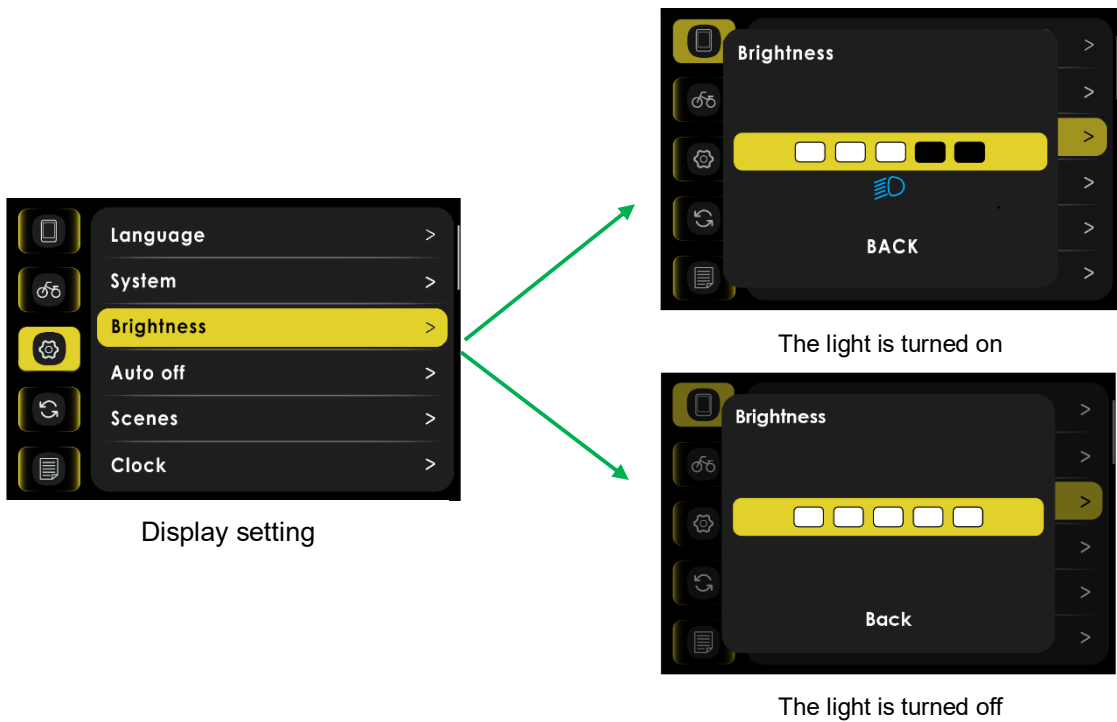 Language >
System >
Brightness >
Auto off >
Scenes >
Clock >
Display setting
Brightness
BACK
>
>
>
>
>
>
The light is turned on
Brightness
Back
>
>
>
>
>
>
The light is turned off